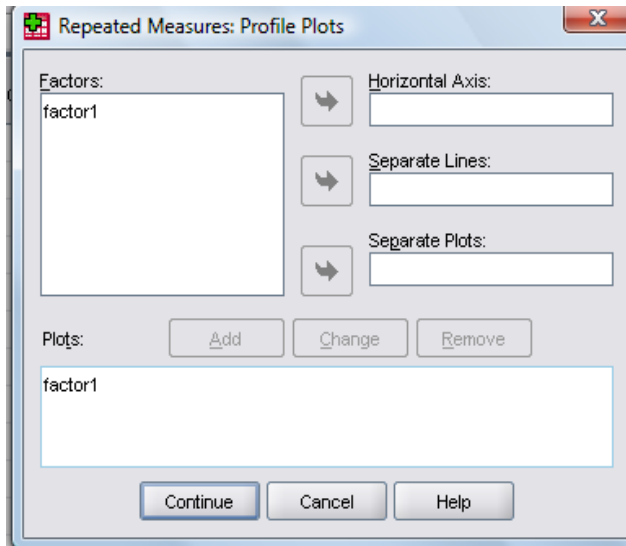 Repeated Measures: Profile Plots
Factors:
factor1
Horizontal Axis:
Separate Lines:
Separate Plots:
Plots:
Add
Change
Remove
factor1
Continue
Cancel
Help